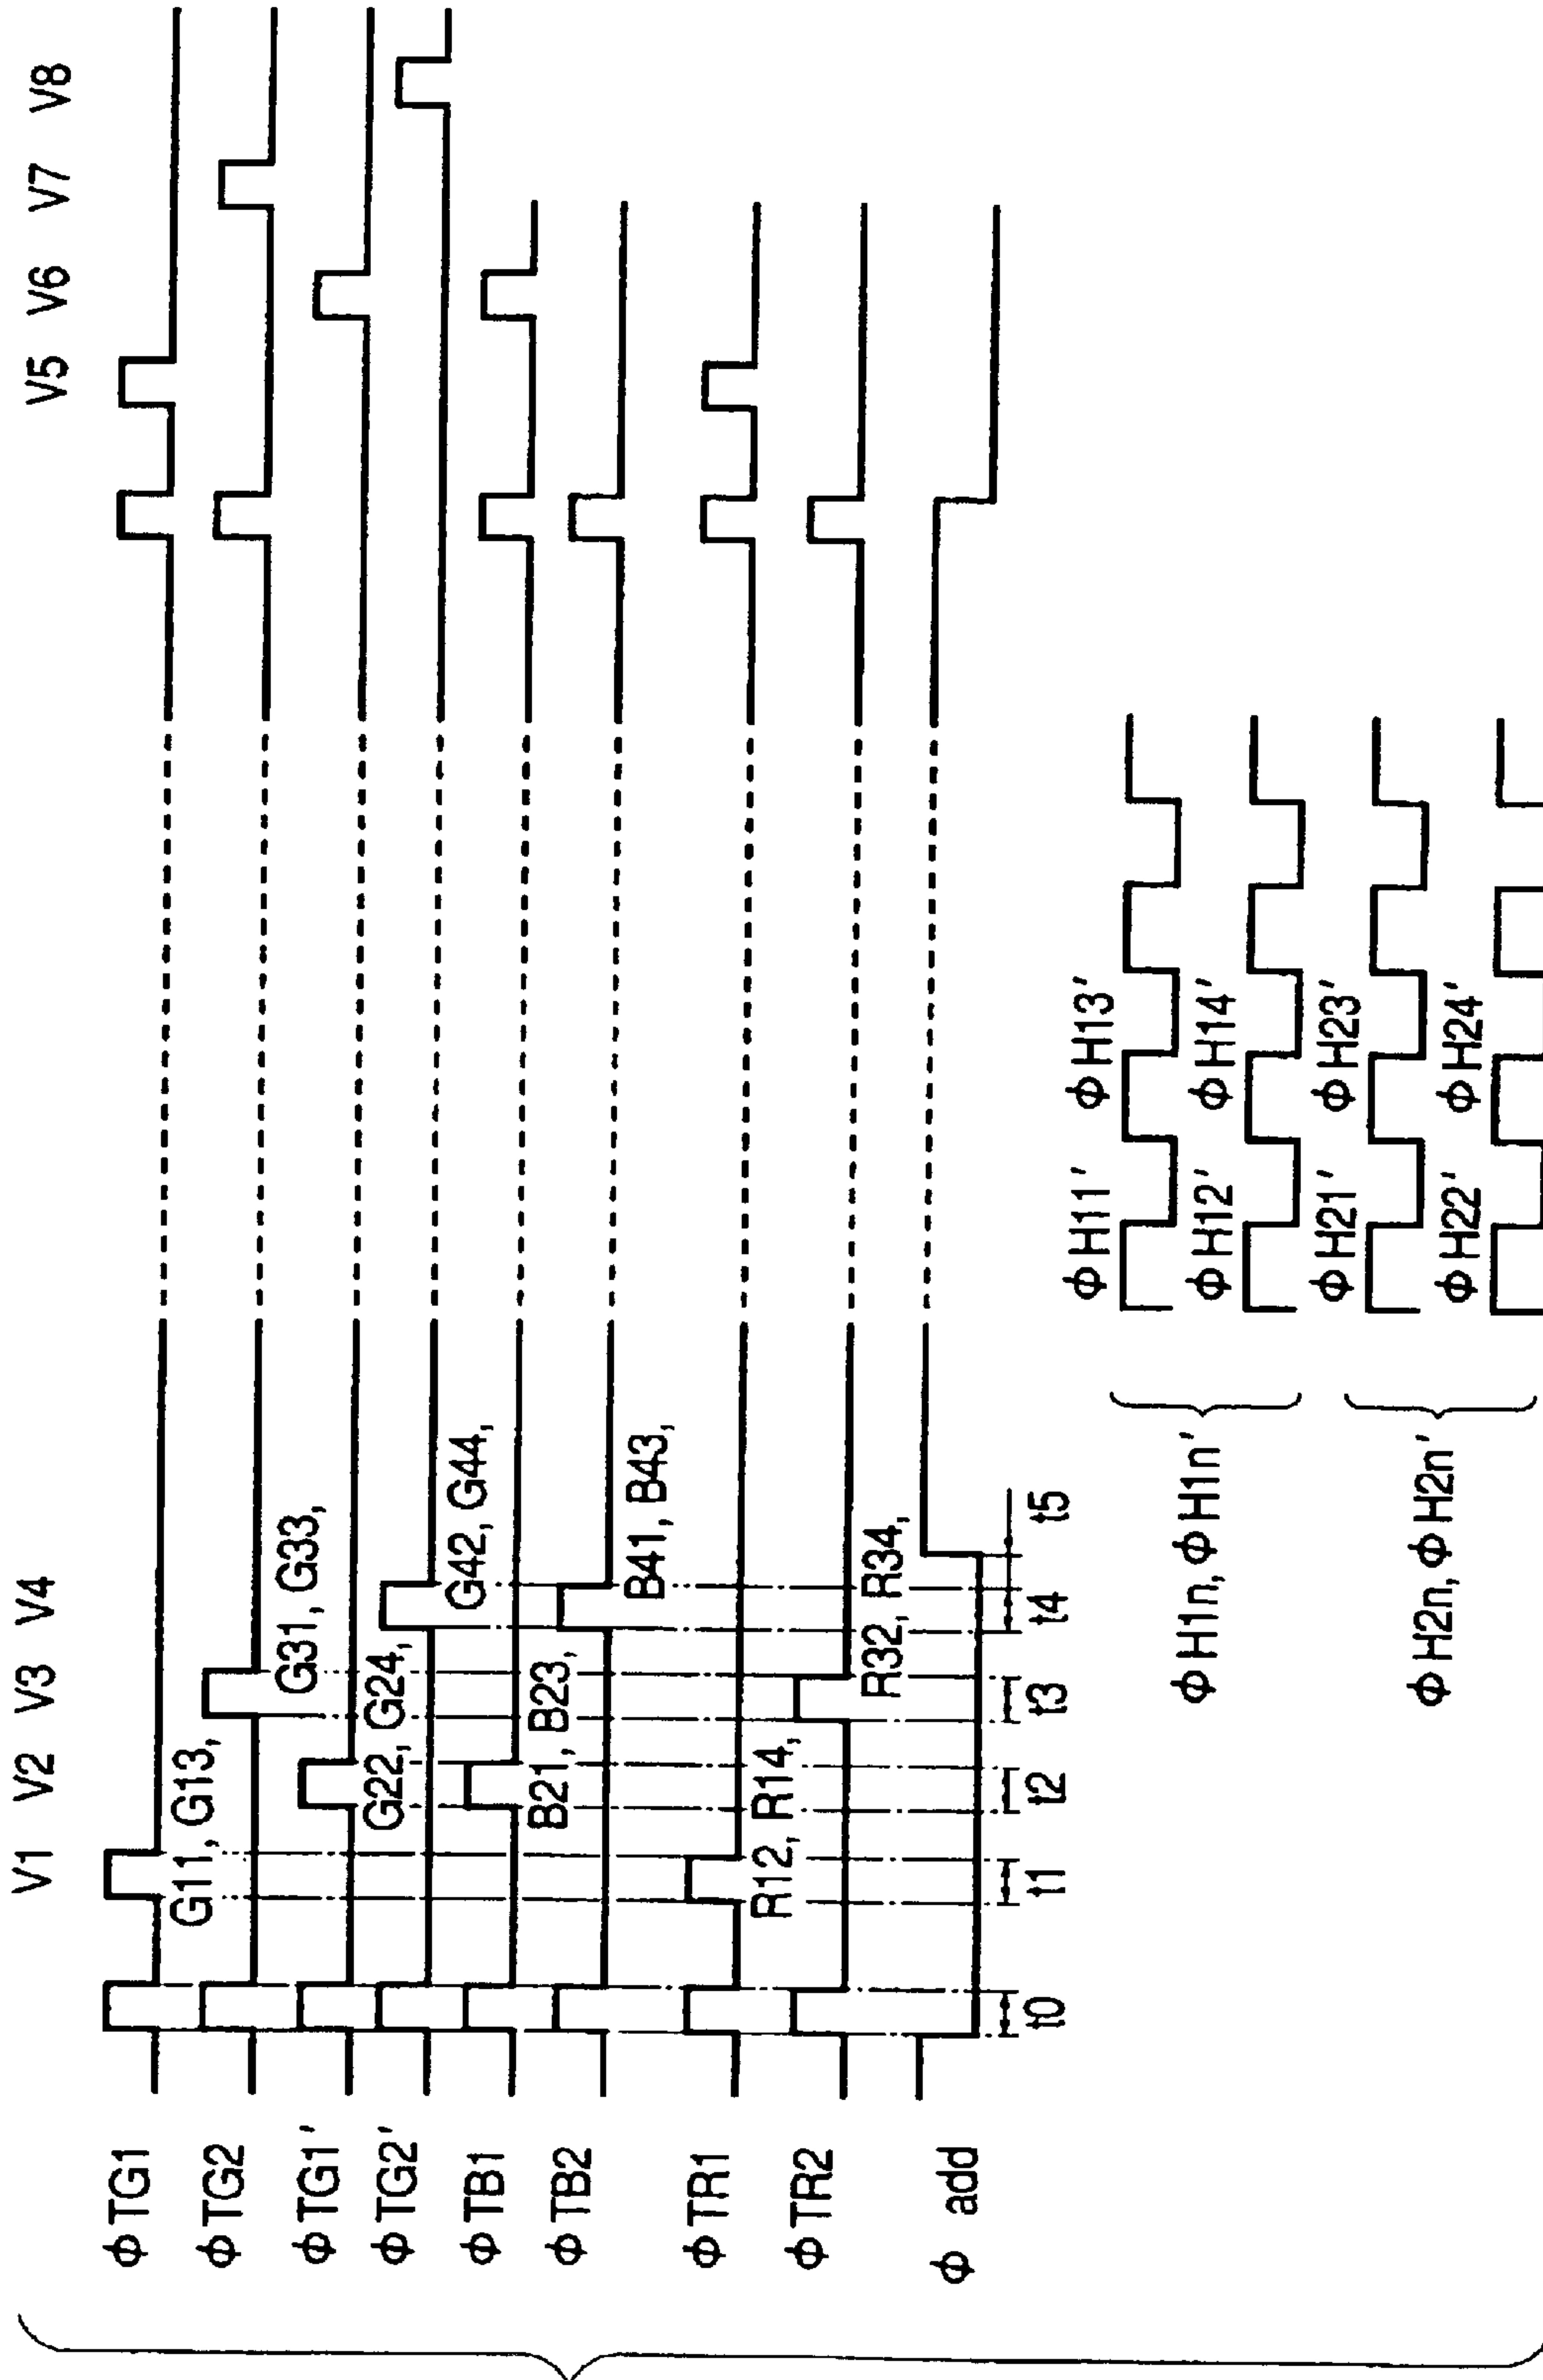 V1 V2 V3 V4 V5 V6 V7 V8
φTG1
G11, G13,
φTG2
G31, G33,
φTG1′
G22, G24,
φTG2′
G42, G44,
φTB1
B21, B23,
φTB2
B41, B43,
φTR1
R12, R14,
φTR2
R32, R34,
φ add
t0 t1 t2 t3 t4 t5
φH11′ φH13′
φH1n, φH1n′
φH12′ φH14′
φH21′ φH23′
φH2n, φH2n′
φH22′ φH24′